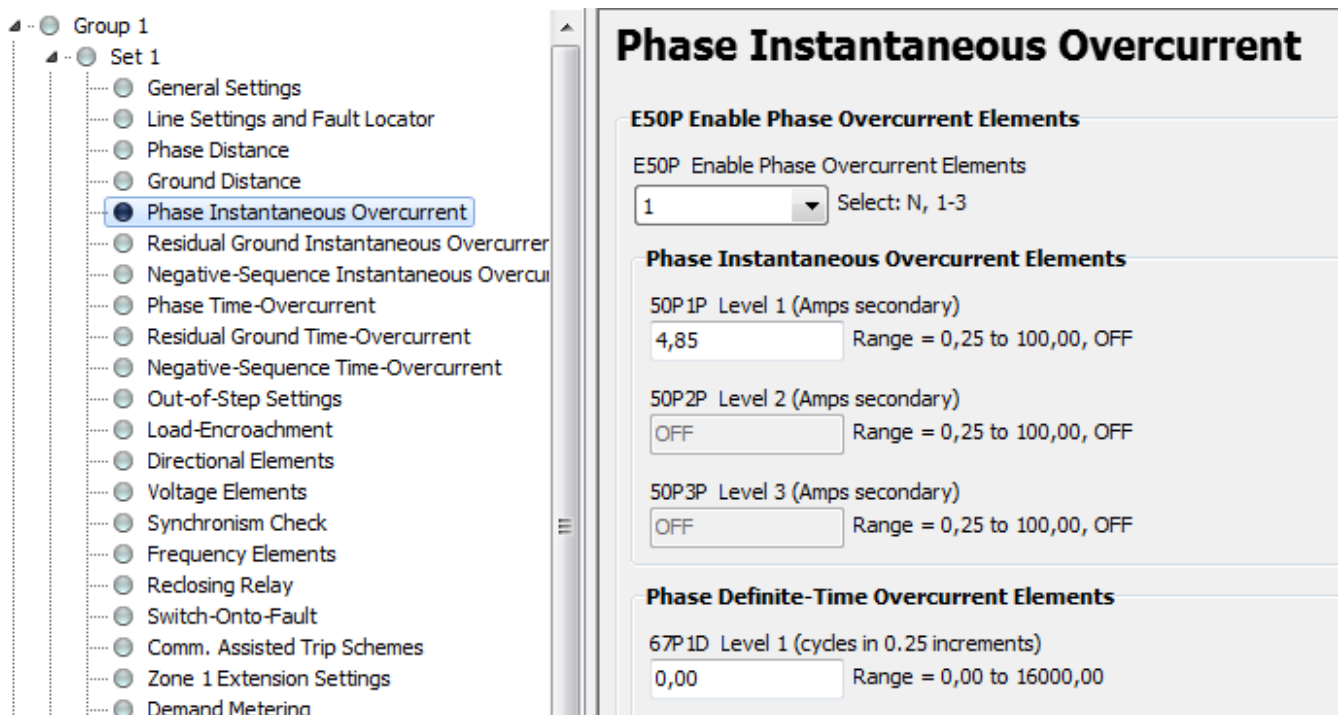 Group 1
Set 1
General Settings
Line Settings and Fault Locator
Phase Distance
Ground Distance
Phase Instantaneous Overcurrent
Residual Ground Instantaneous Overcurrer
Negative-Sequence Instantaneous Overcur
Phase Time-Overcurrent
Residual Ground Time-Overcurrent
Negative-Sequence Time-Overcurrent
Out-of-Step Settings
Load-Encroachment
Directional Elements
Voltage Elements
Synchronism Check
Frequency Elements
Reclosing Relay
Switch-Onto-Fault
Comm. Assisted Trip Schemes
Zone 1 Extension Settings
Demand Metering
Phase Instantaneous Overcurrent
E50P Enable Phase Overcurrent Elements
E50P Enable Phase Overcurrent Elements
1 Select: N, 1-3
Phase Instantaneous Overcurrent Elements
50P1P Level 1 (Amps secondary)
4,85 Range = 0,25 to 100,00, OFF
50P2P Level 2 (Amps secondary)
OFF Range = 0,25 to 100,00, OFF
50P3P Level 3 (Amps secondary)
OFF Range = 0,25 to 100,00, OFF
Phase Definite-Time Overcurrent Elements
67P1D Level 1 (cycles in 0.25 increments)
0,00 Range = 0,00 to 16000,00